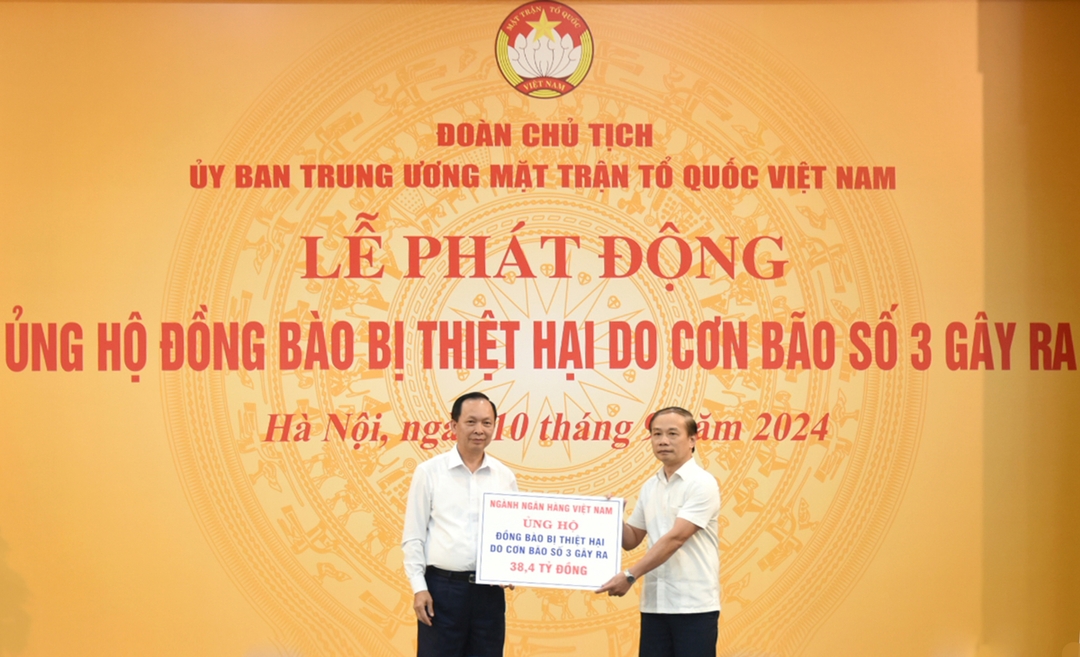 MẶT TRẬN TỔ QUỐC
VIỆT NAM
ĐOÀN CHỦ TỊCH
ỦY BAN TRUNG ƯƠNG MẶT TRẬN TỔ QUỐC VIỆT NAM
LỄ PHÁT ĐỘNG
ỦNG HỘ ĐỒNG BÀO BỊ THIỆT HẠI DO CƠN BÃO SỐ 3 GÂY RA
Hà Nội, ngày 10 tháng 9 năm 2024
NGÀNH NGÂN HÀNG VIỆT NAM
ỦNG HỘ
ĐỒNG BÀO BỊ THIỆT HẠI
DO CƠN BÃO SỐ 3 GÂY RA
38,4 TỶ ĐỒNG